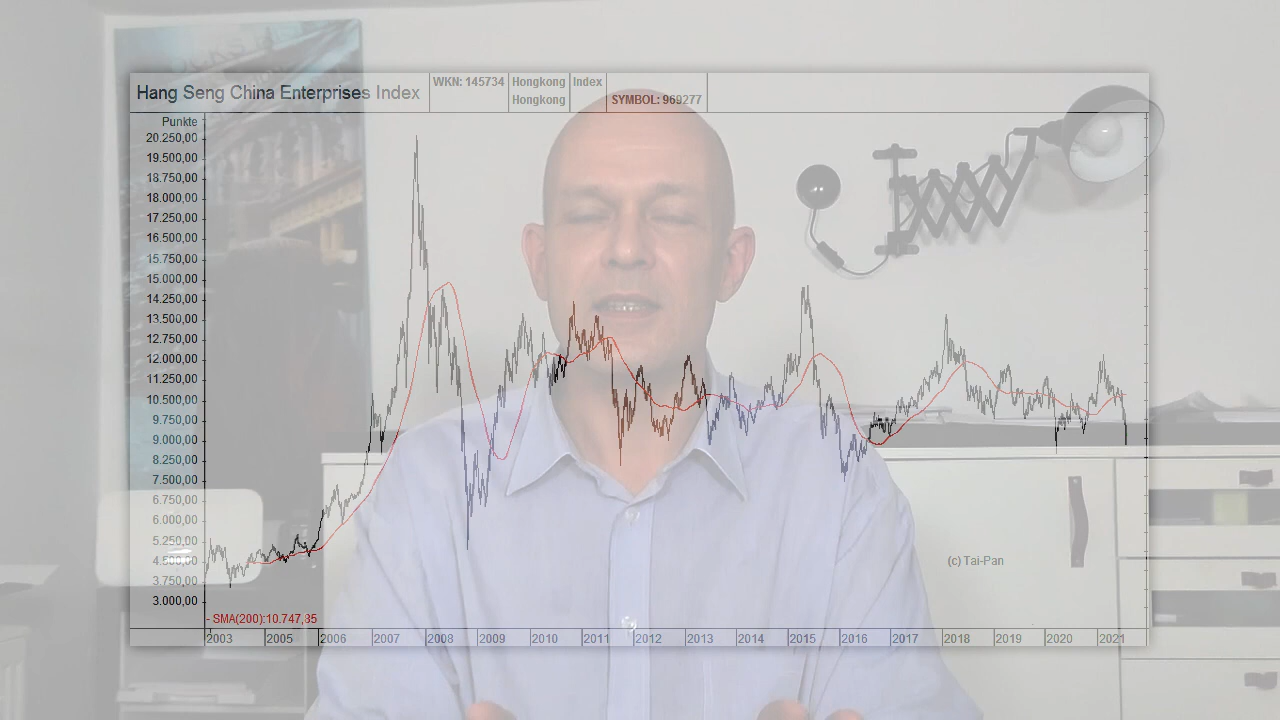 Hang Seng China Enterprises Index
WKN: 145734
Hongkong
Hongkong
Index
SYMBOL: 969277
Punkte
20 250,00
19.500,00
18.750,00
18.000,00
17.250,00
16.500,00
15.750,00
15 000,00
14.250,00
13.500,00
12.750,00
12.000,00
11.250,00
10.500,00
9.750,00
9.000,00
8.250,00
7.500,00
6.750,00
6.000,00
5.250,00
4.500,00
3.750,00
3.000,00
(c) Tai-Pan
- SMA(200):10.747,85
2003 2005 2006 2007 2008 2009 2010 2011 2012 2013 2014 2015 2016 2017 2018 2019 2020 2021